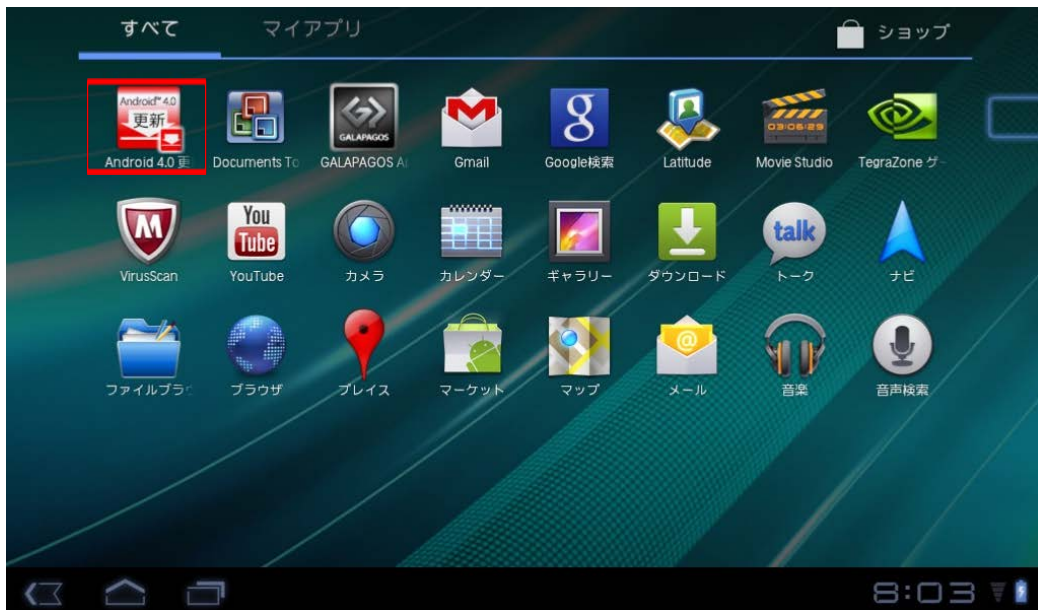 すべて
マイアプリ
ショップ
Android™ 4.0
更新
Android 4.0 更
Documents To
GALAPAGOS
GALAPAGOS A
Gmail
g
Google検索
Latitude
03:06:29
Movie Studio
TegraZone ゲー
VirusScan
You
Tube
YouTube
カメラ
カレンダー
ギャラリー
ダウンロード
talk
トーク
ナビ
ファイルブラ
ブラウザ
プレイス
マーケット
マップ
@
メール
音楽
音声検索
8:03